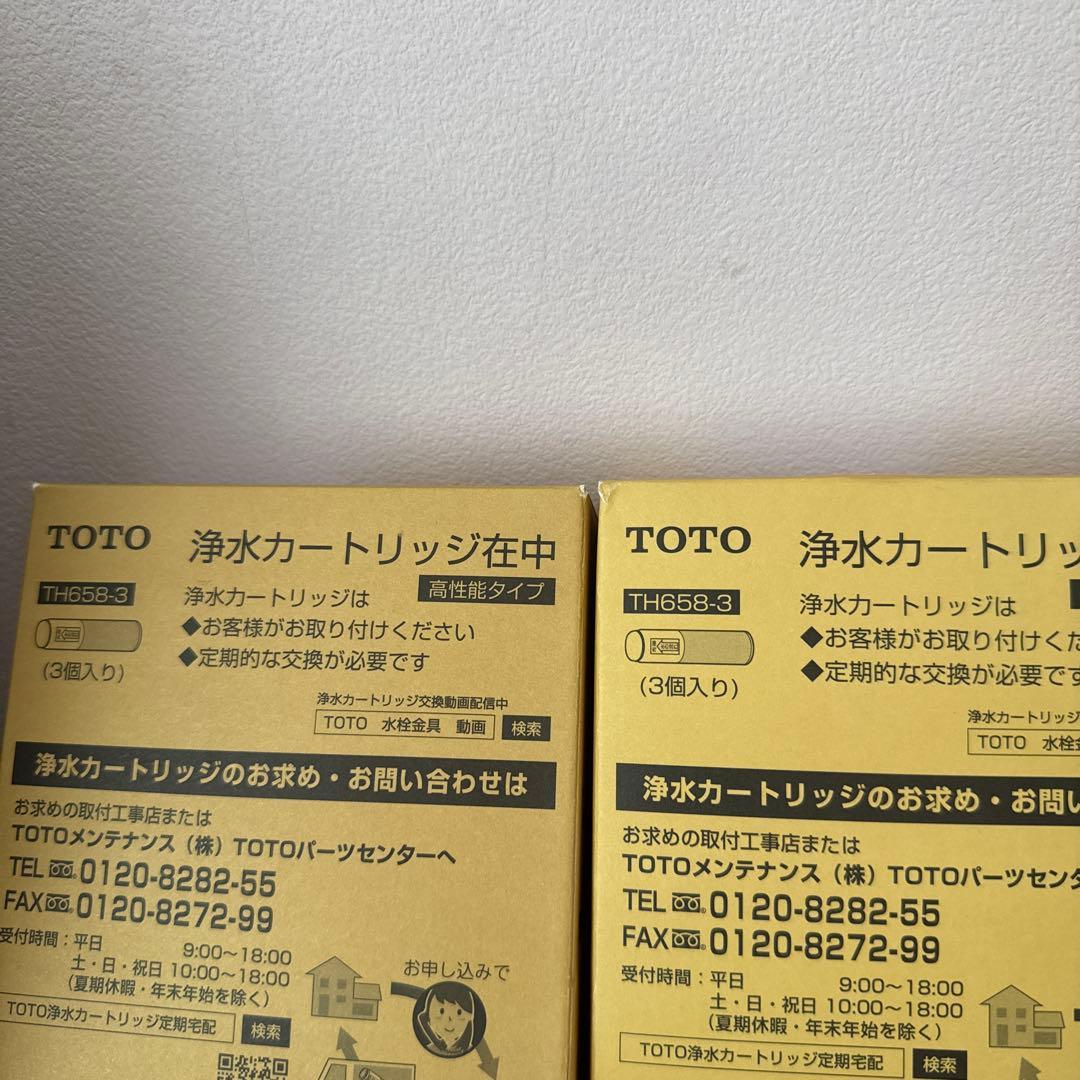 TOTO 浄水カートリッジ在中
TH658-3
高性能タイプ
浄水カートリッジは
◆お客様がお取り付けください
◆定期的な交換が必要です
(3個入り)
浄水カートリッジ交換動画配信中
TOTO 水栓金具 動画 検索
浄水カートリッジのお求め・お問い合わせは
お求めの取付工事店または
TOTOメンテナンス（株）TOTOパーツセンターへ
TEL 0120-8282-55
FAX 0120-8272-99
受付時間：平日 9:00〜18:00
土・日・祝日 10:00〜18:00
（夏期休暇・年末年始を除く）
お申し込みで
TOTO浄水カートリッジ定期宅配 検索
TOTO 浄水カートリッ
TH658-3
浄水カートリッジは
◆お客様がお取り付けくだ
◆定期的な交換が必要です
(3個入り)
浄水カートリッジ
TOTO 水栓金
浄水カートリッジのお求め・お問い
お求めの取付工事店または
TOTOメンテナンス（株）TOTOパーツセンタ
TEL 0120-8282-55
FAX 0120-8272-99
受付時間：平日 9:00〜18:00
土・日・祝日 10:00〜18:00
（夏期休暇・年末年始を除く）
TOTO浄水カートリッジ定期宅配 検索